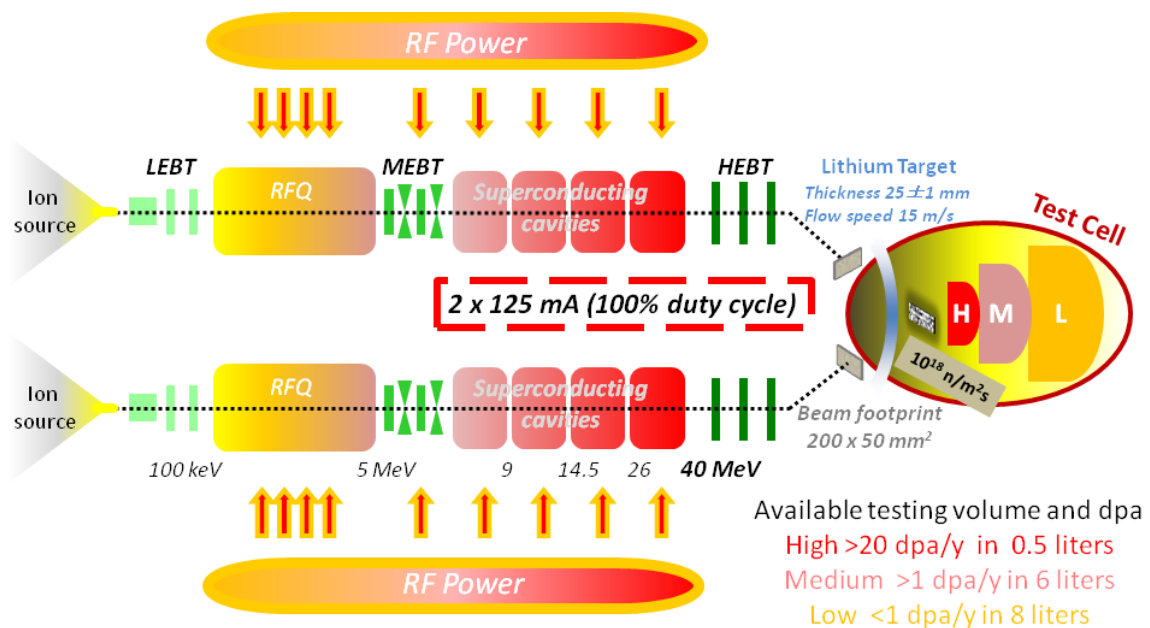 RF Power
LEBT
RFQ
MEBT
Superconducting
cavities
HEBT
Ion
source
Lithium Target
Thickness 25±1 mm
Flow speed 15 m/s
Test Cell
2 x 125 mA (100% duty cycle)
H
M
L
10¹⁸ n/m²s
Ion
source
RFQ
Superconducting
cavities
Beam footprint
200 x 50 mm²
100 keV
5 MeV
9
14.5
26
40 MeV
RF Power
Available testing volume and dpa
High >20 dpa/y in 0.5 liters
Medium >1 dpa/y in 6 liters
Low <1 dpa/y in 8 liters